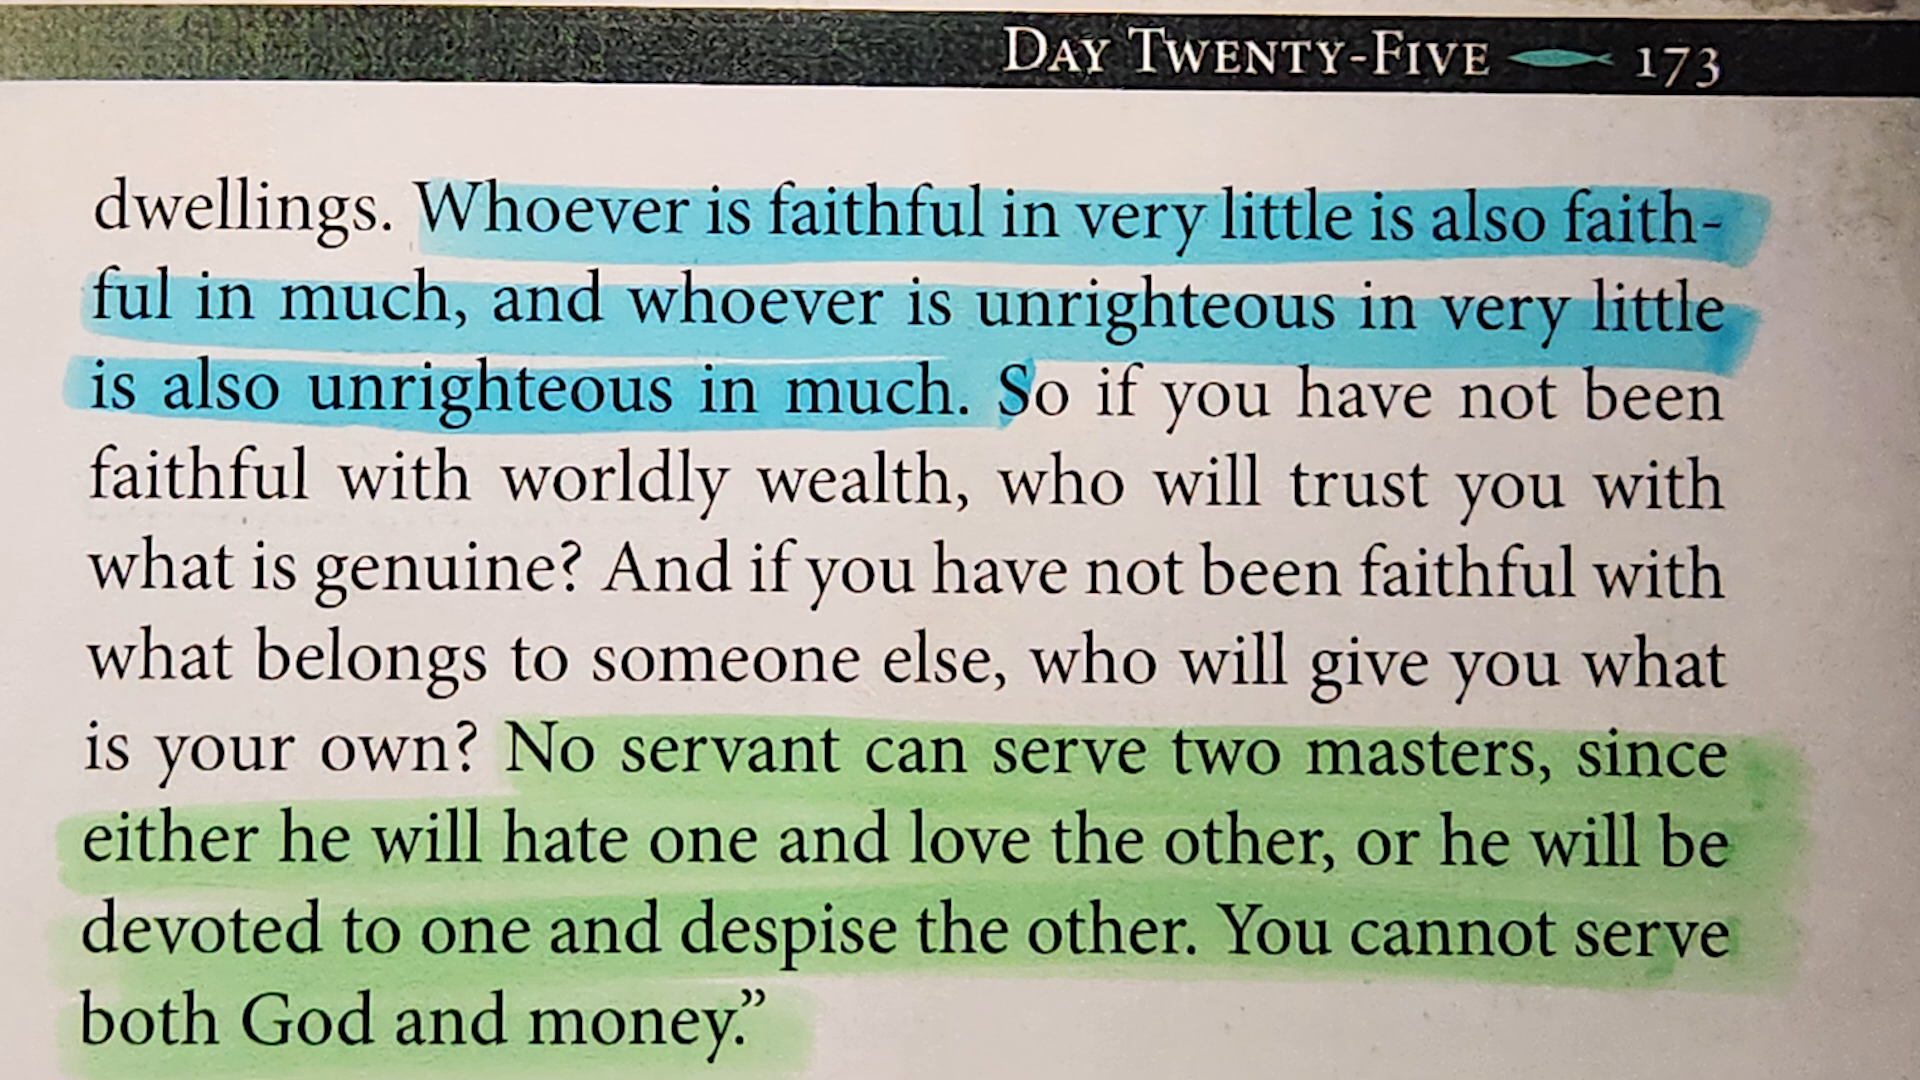 DAY TWENTY-FIVE 173
dwellings. Whoever is faithful in very little is also faith-
ful in much, and whoever is unrighteous in very little
is also unrighteous in much. So if you have not been
faithful with worldly wealth, who will trust you with
what is genuine? And if you have not been faithful with
what belongs to someone else, who will give you what
is your own? No servant can serve two masters, since
either he will hate one and love the other, or he will be
devoted to one and despise the other. You cannot serve
both God and money.”